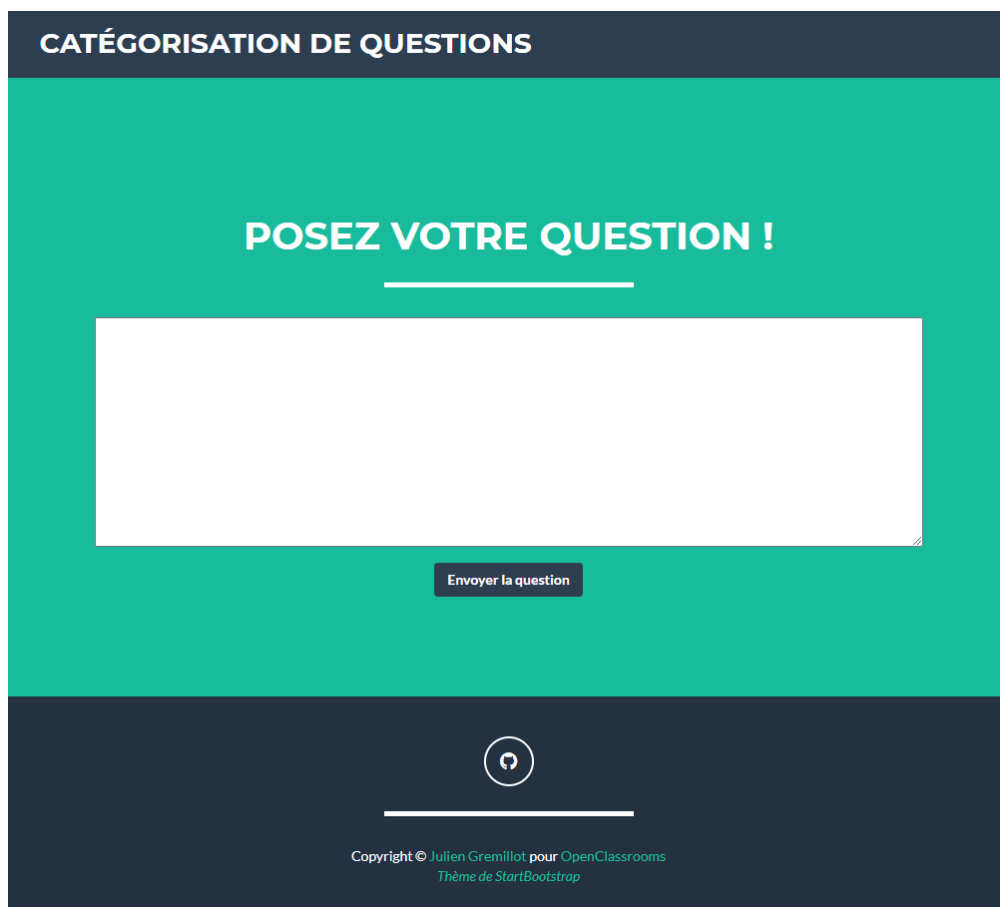 CATÉGORISATION DE QUESTIONS
POSEZ VOTRE QUESTION !
Envoyer la question
Copyright © Julien Gremillot pour OpenClassrooms
Thème de StartBootstrap